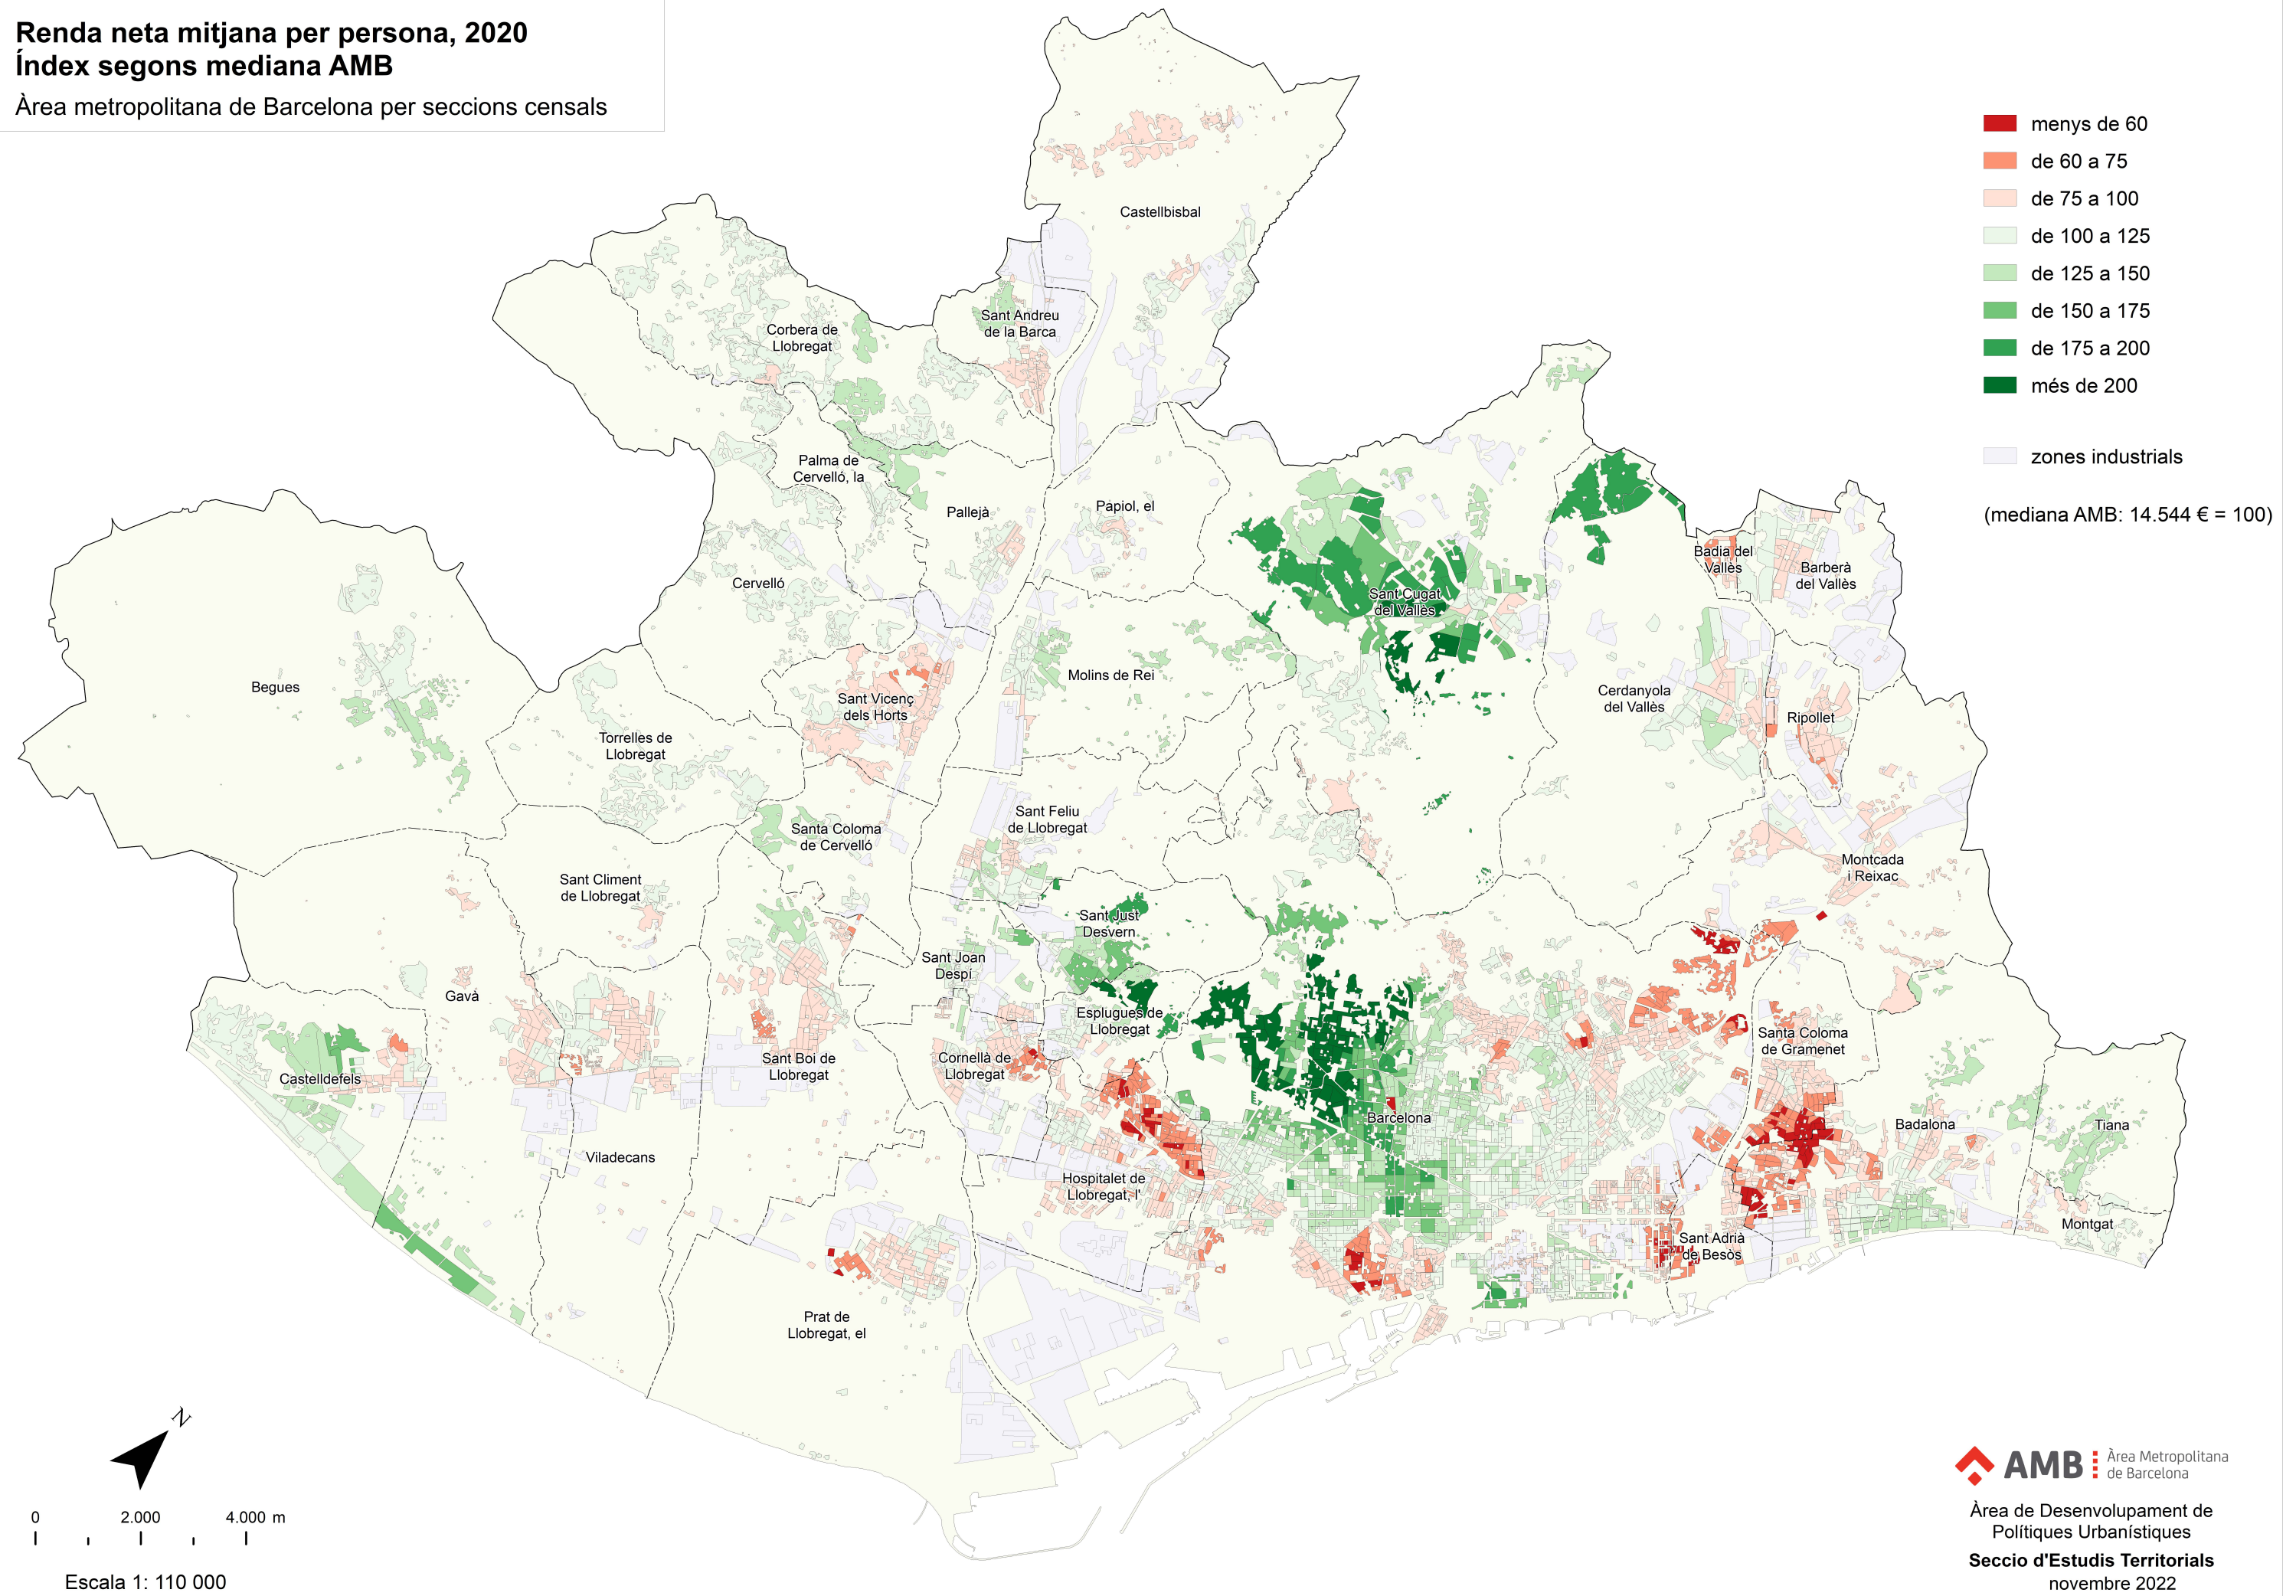 Renda neta mitjana per persona, 2020
Índex segons mediana AMB
Àrea metropolitana de Barcelona per seccions censals
menys de 60
de 60 a 75
de 75 a 100
de 100 a 125
de 125 a 150
de 150 a 175
de 175 a 200
més de 200
zones industrials
(mediana AMB: 14.544 € = 100)
Castellbisbal
Sant Andreu
de la Barca
Corbera de
Llobregat
Palma de
Cervelló, la
Pallejà
Papiol, el
Badia del
Vallès
Barberà
del Vallès
Cervelló
Sant Cugat
del Vallès
Begues
Molins de Rei
Sant Vicenç
dels Horts
Cerdanyola
del Vallès
Ripollet
Torrelles de
Llobregat
Sant Feliu
de Llobregat
Santa Coloma
de Cervelló
Montcada
i Reixac
Sant Climent
de Llobregat
Sant Just
Desvern
Sant Joan
Despí
Gavà
Esplugues de
Llobregat
Santa Coloma
de Gramenet
Castelldefels
Sant Boi de
Llobregat
Cornellà de
Llobregat
Barcelona
Badalona
Tiana
Viladecans
Hospitalet de
Llobregat, l'
Montgat
Sant Adrià
de Besòs
Prat de
Llobregat, el
N
0 2.000 4.000 m
Escala 1: 110 000
AMB
Àrea Metropolitana
de Barcelona
Àrea de Desenvolupament de
Polítiques Urbanístiques
Seccio d'Estudis Territorials
novembre 2022